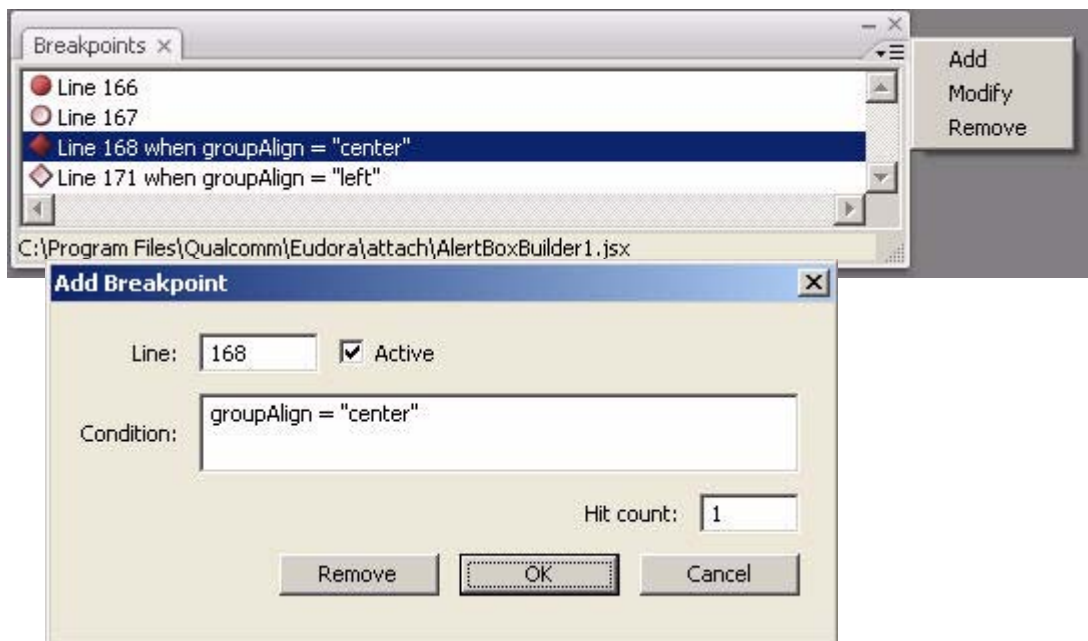 Breakpoints
Line 166
Line 167
Line 168 when groupAlign = "center"
Line 171 when groupAlign = "left"
C:\Program Files\Qualcomm\Eudora\attach\AlertBoxBuilder1.jsx
Add
Modify
Remove
Add Breakpoint
Line: 168 Active
Condition: groupAlign = "center"
Hit count: 1
Remove OK Cancel